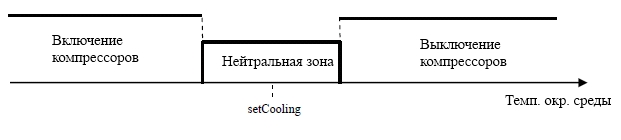 Включение
компрессоров
Нейтральная зона
Выключение
компрессоров
Темп. окр. среды
setCooling